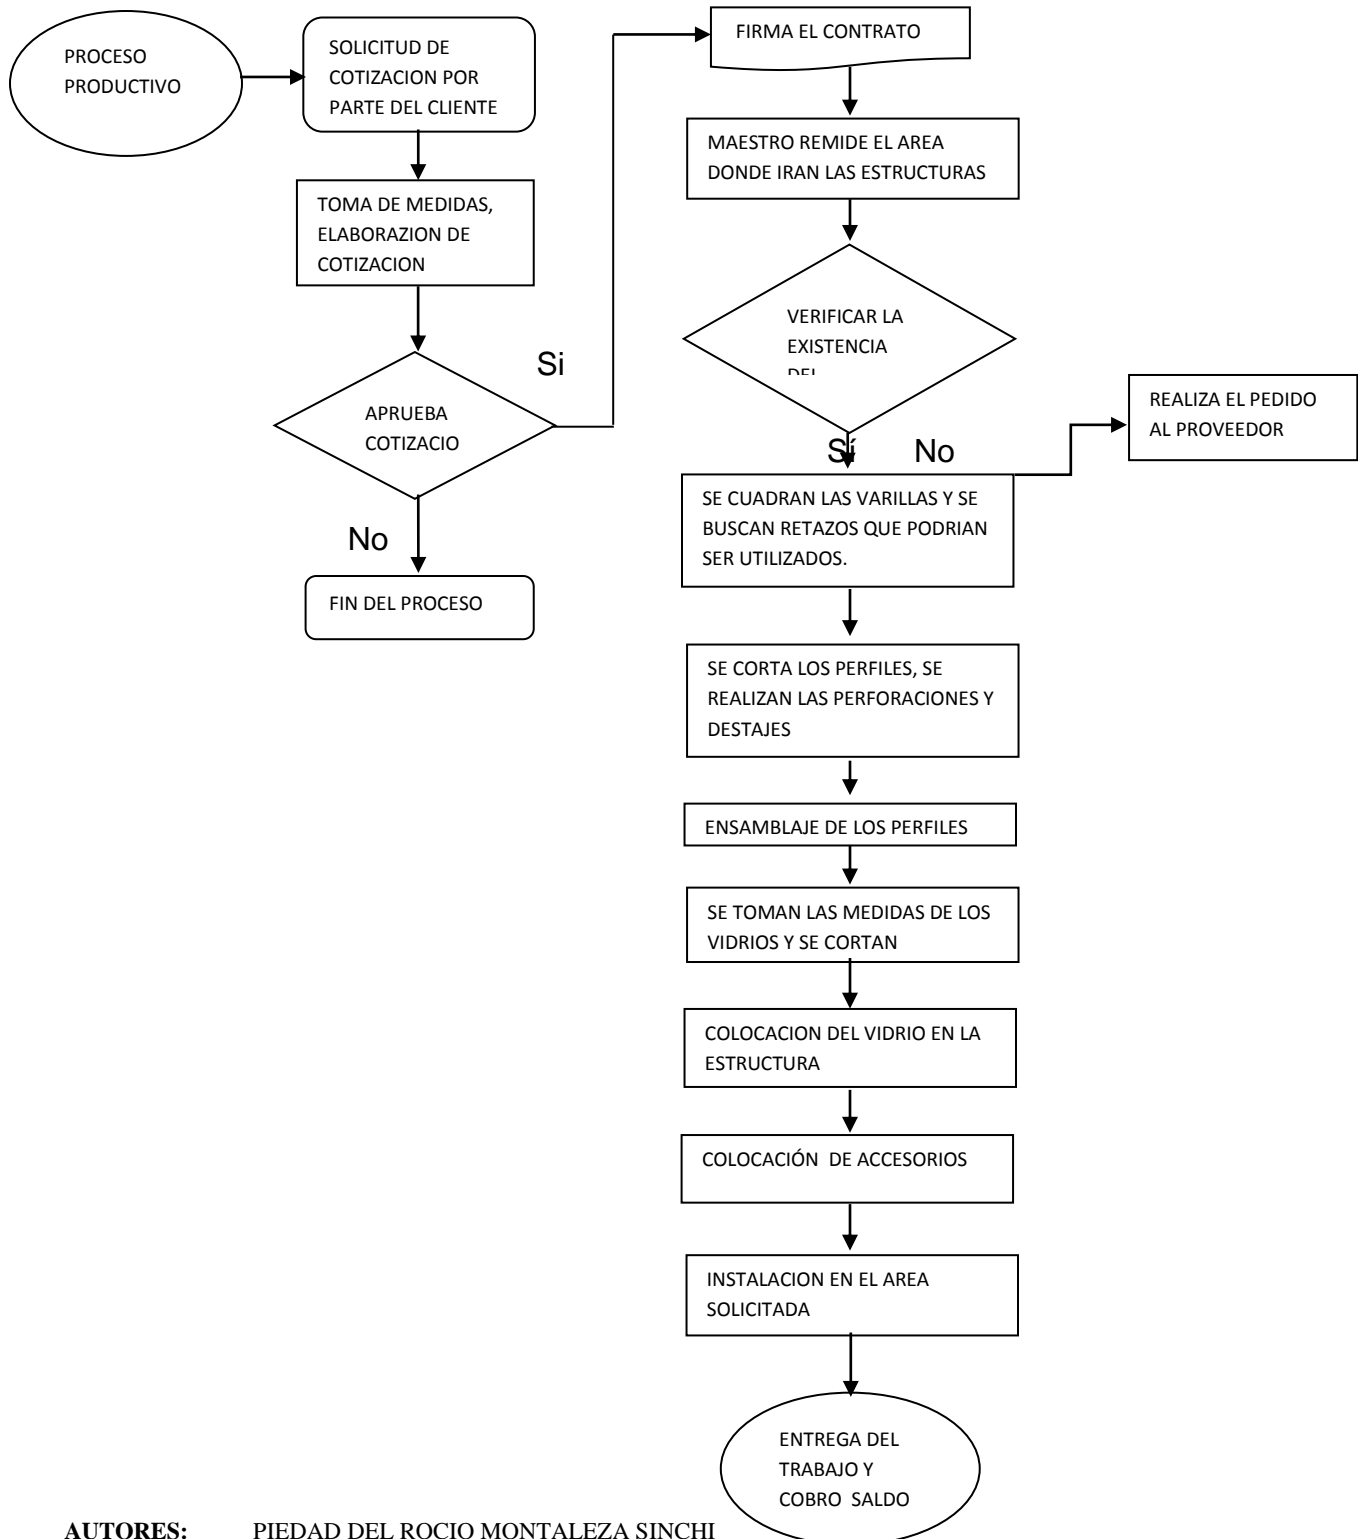 PROCESO
PRODUCTIVO
SOLICITUD DE
COTIZACION POR
PARTE DEL CLIENTE
TOMA DE MEDIDAS,
ELABORAZION DE
COTIZACION
APRUEBA
COTIZACIO
Si
No
FIN DEL PROCESO
FIRMA EL CONTRATO
MAESTRO REMIDE EL AREA
DONDE IRAN LAS ESTRUCTURAS
VERIFICAR LA
EXISTENCIA
DEL
Sí
No
REALIZA EL PEDIDO
AL PROVEEDOR
SE CUADRAN LAS VARILLAS Y SE
BUSCAN RETAZOS QUE PODRIAN
SER UTILIZADOS.
SE CORTA LOS PERFILES, SE
REALIZAN LAS PERFORACIONES Y
DESTAJES
ENSAMBLAJE DE LOS PERFILES
SE TOMAN LAS MEDIDAS DE LOS
VIDRIOS Y SE CORTAN
COLOCACION DEL VIDRIO EN LA
ESTRUCTURA
COLOCACIÓN  DE ACCESORIOS
INSTALACION EN EL AREA
SOLICITADA
ENTREGA DEL
TRABAJO Y
COBRO  SALDO
AUTORES: PIEDAD DEL ROCIO MONTALEZA SINCHI